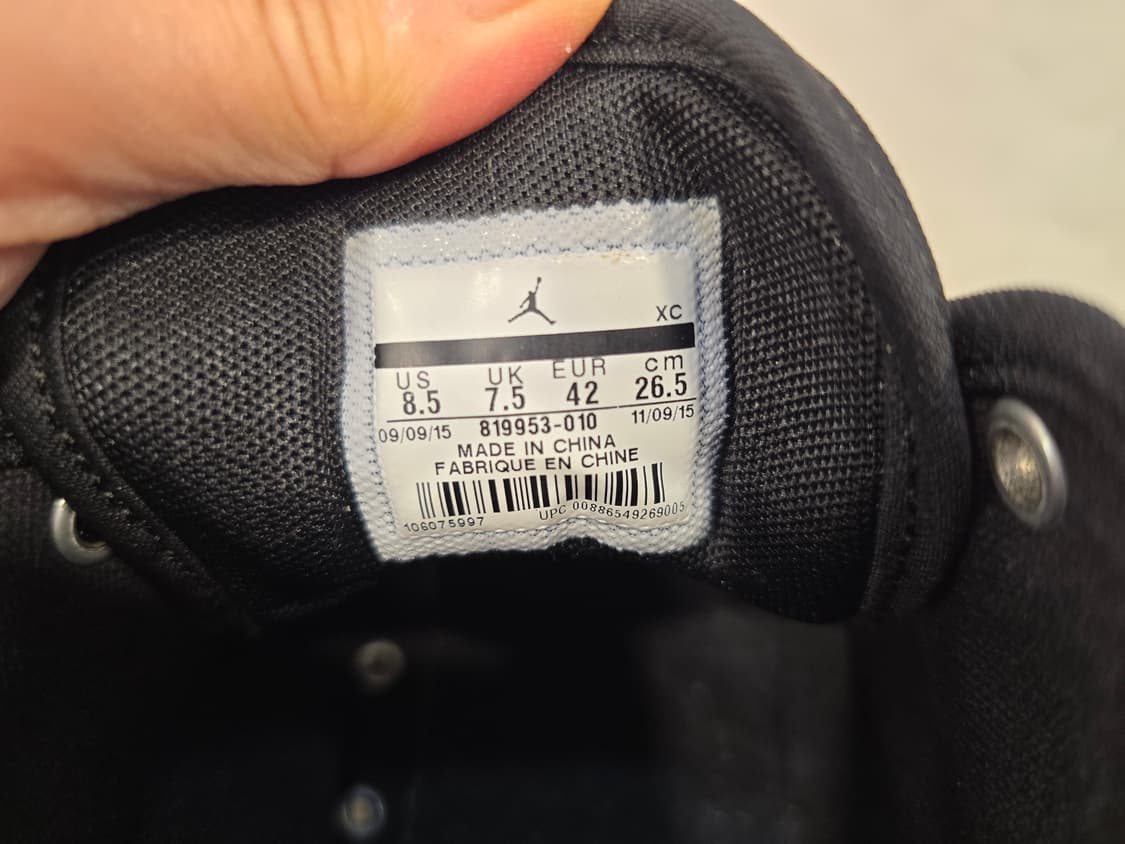 XC
US UK EUR cm
8.5 7.5 42 26.5
09/09/15 819953-010 11/09/15
MADE IN CHINA
FABRIQUE EN CHINE
106075997 UPC 00886549269005